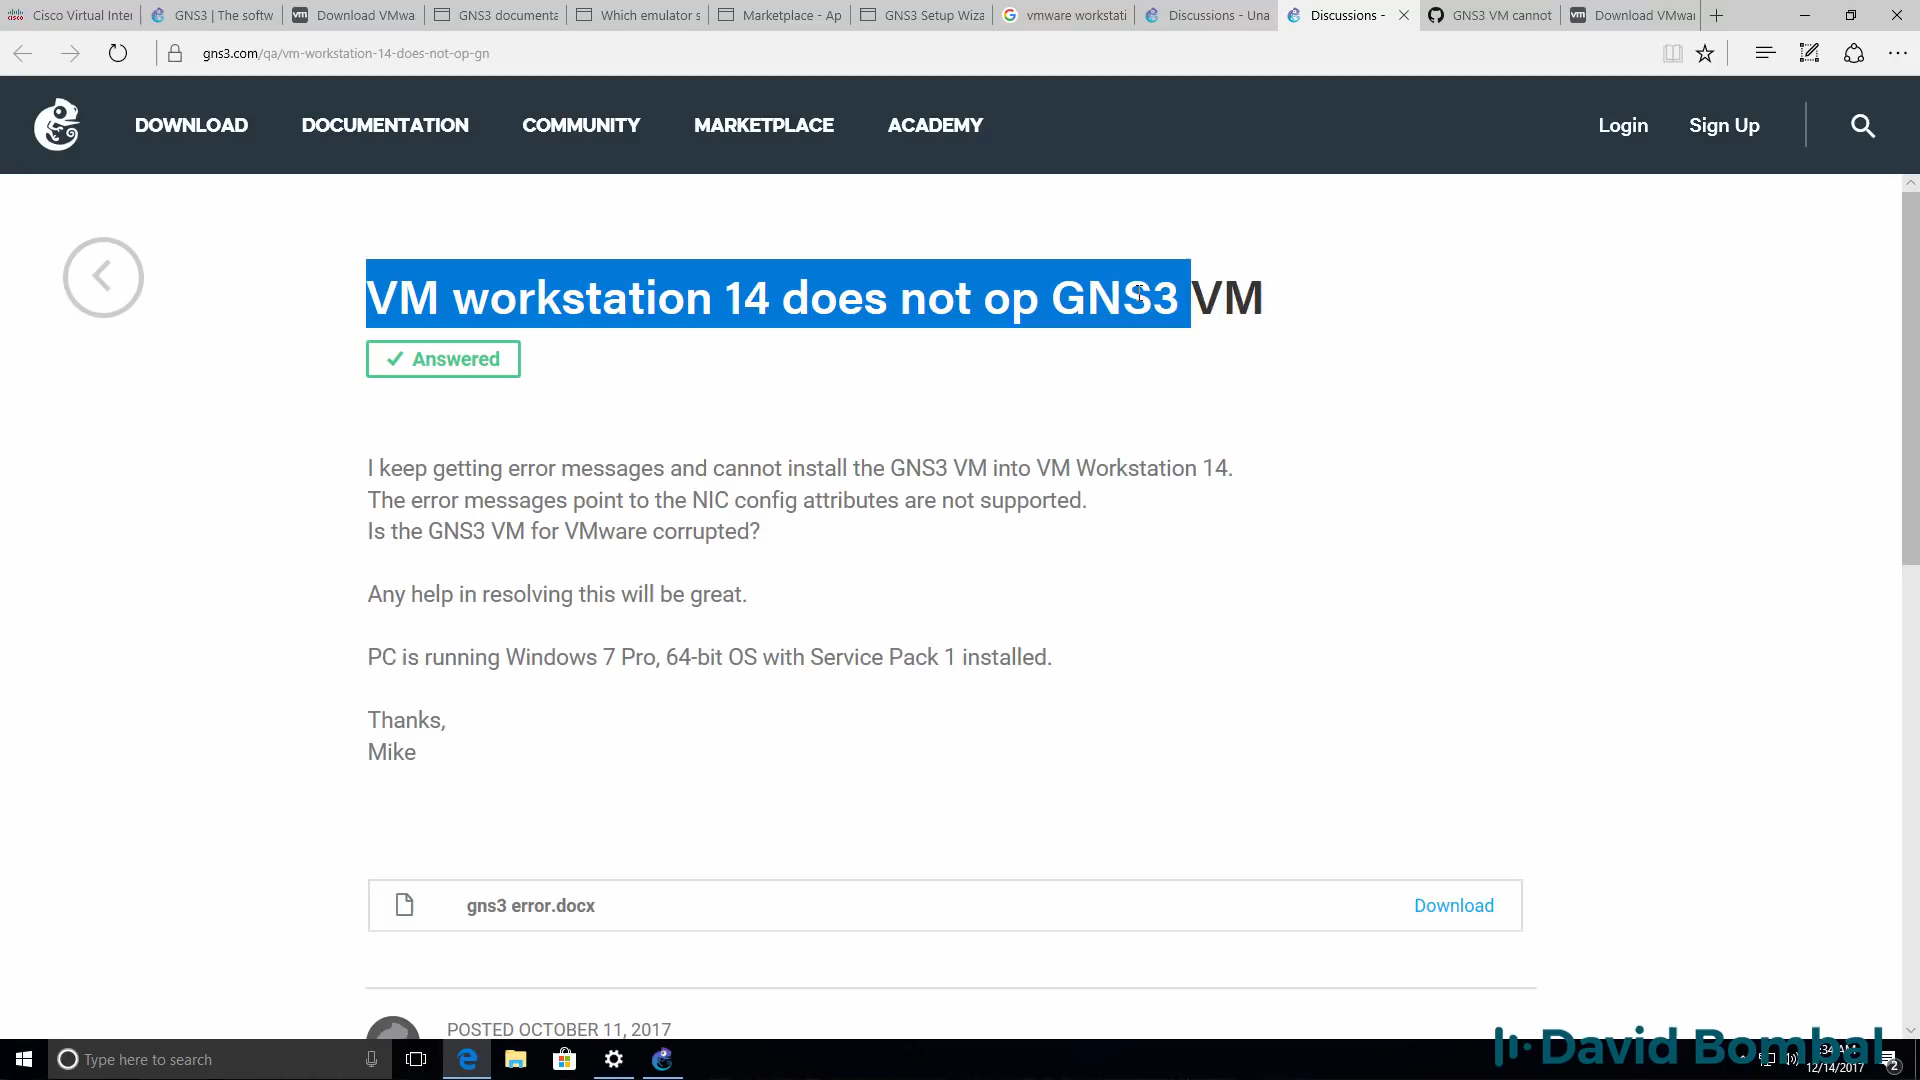 Cisco Virtual Inter
GNS3 | The softw
Download VMwa
GNS3 documenta
Which emulator s
Marketplace - Ap
GNS3 Setup Wiza
vmware workstati
Discussions - Una
Discussions -
GNS3 VM cannot
Download VMwar
gns3.com/qa/vm-workstation-14-does-not-op-gn
DOWNLOAD
DOCUMENTATION
COMMUNITY
MARKETPLACE
ACADEMY
Login
Sign Up
VM workstation 14 does not op GNS3 VM
Answered
I keep getting error messages and cannot install the GNS3 VM into VM Workstation 14.
The error messages point to the NIC config attributes are not supported.
Is the GNS3 VM for VMware corrupted?
Any help in resolving this will be great.
PC is running Windows 7 Pro, 64-bit OS with Service Pack 1 installed.
Thanks,
Mike
gns3 error.docx
Download
POSTED OCTOBER 11, 2017
Type here to search
David Bombal
12/14/2017
2